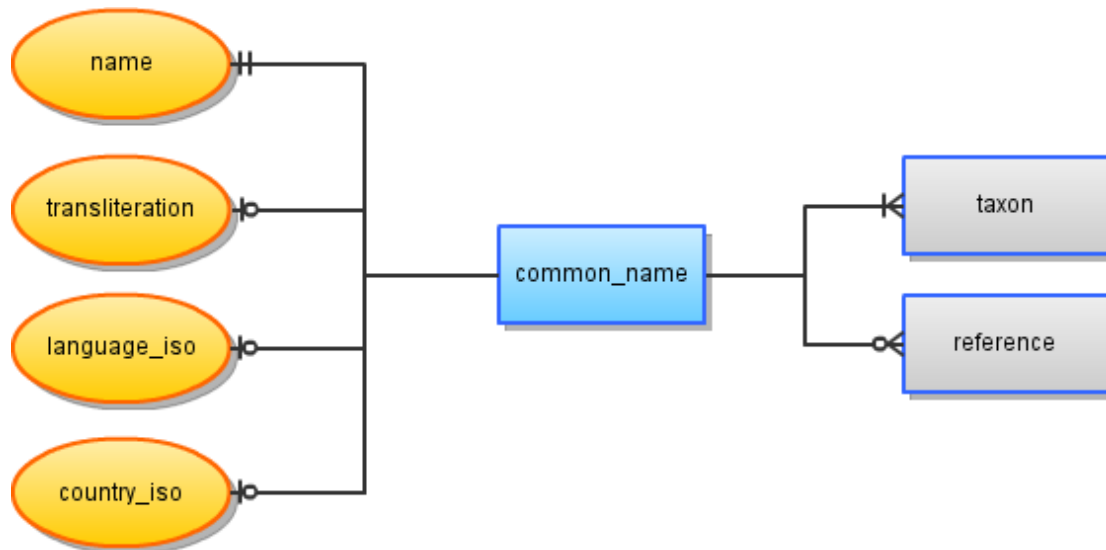 name
transliteration
language_iso
country_iso
common_name
taxon
reference